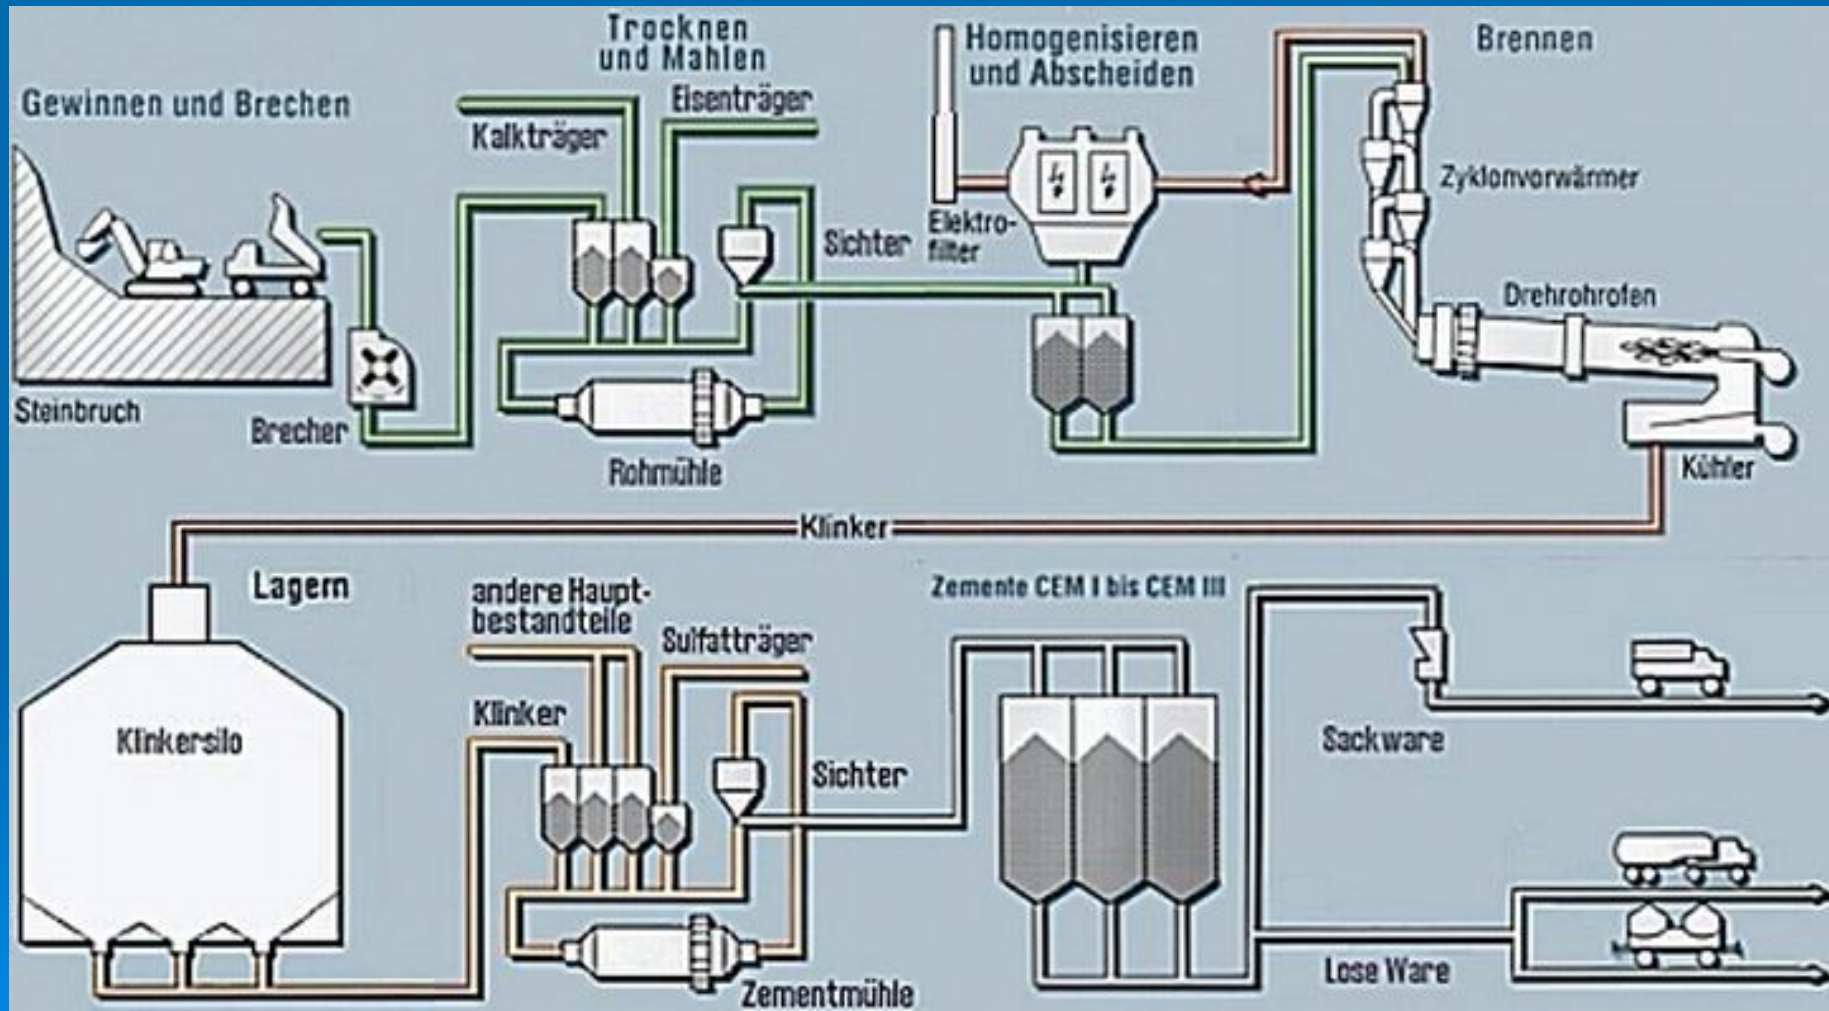 Trocknen
und Mahlen
Homogenisieren
und Abscheiden
Brennen
Gewinnen und Brechen
Eisenträger
Kalkträger
Zyklonvorwärmer
Sichter
Elektro-
filter
Drehrohrofen
Steinbruch
Brecher
Rohmühle
Kühler
Klinker
Lagern
andere Haupt-
bestandteile
Zemente CEM I bis CEM III
Sulfatträger
Klinker
Klinkersilo
Sichter
Sackware
Lose Ware
Zementmühle